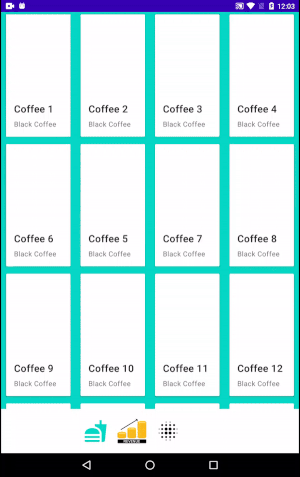 12:03
Coffee 1
Black Coffee
Coffee 2
Black Coffee
Coffee 3
Black Coffee
Coffee 4
Black Coffee
Coffee 6
Black Coffee
Coffee 5
Black Coffee
Coffee 7
Black Coffee
Coffee 8
Black Coffee
Coffee 9
Black Coffee
Coffee 10
Black Coffee
Coffee 11
Black Coffee
Coffee 12
Black Coffee
REVENUE